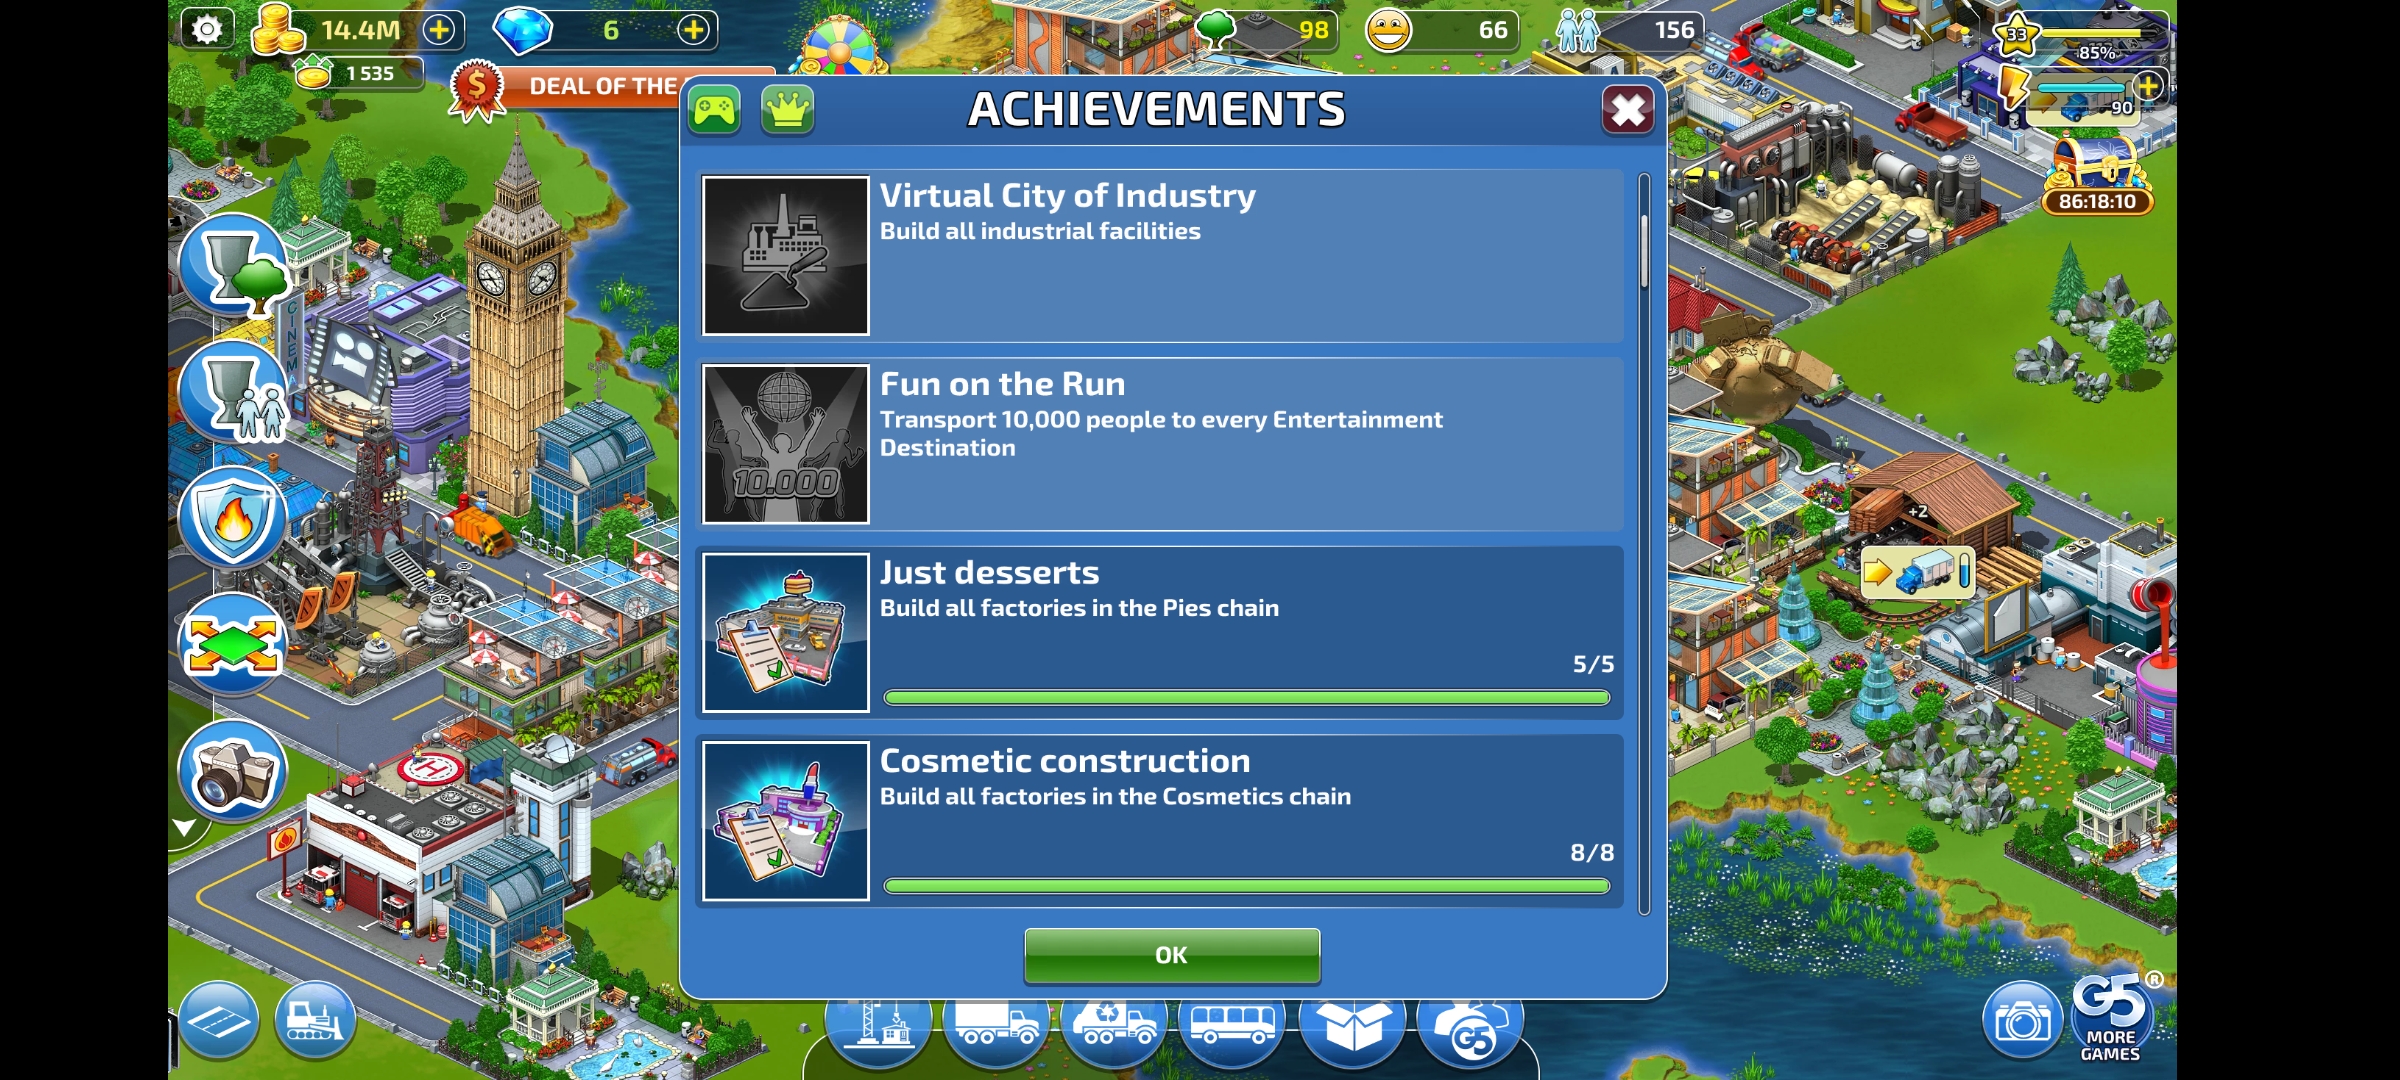 14.4M
6
98
66
156
33
85%
1 535
DEAL OF THE
90
ACHIEVEMENTS
86:18:10
Virtual City of Industry
Build all industrial facilities
CINEMA
Fun on the Run
Transport 10,000 people to every Entertainment
Destination
10.000
+2
Just desserts
Build all factories in the Pies chain
5/5
Cosmetic construction
Build all factories in the Cosmetics chain
8/8
H
OK
G5
G5 ®
MORE
GAMES